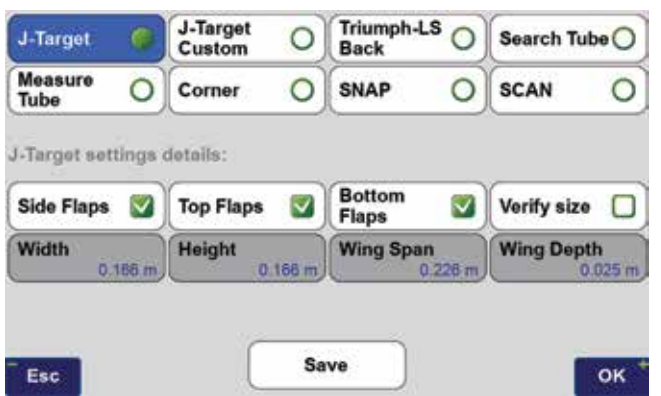 J-Target
J-Target Custom
Triumph-LS Back
Search Tube
Measure Tube
Corner
SNAP
SCAN
J-Target settings details:
Side Flaps
Top Flaps
Bottom Flaps
Verify size
Width
0.166 m
Height
0.166 m
Wing Span
0.226 m
Wing Depth
0.025 m
Save
Esc
OK